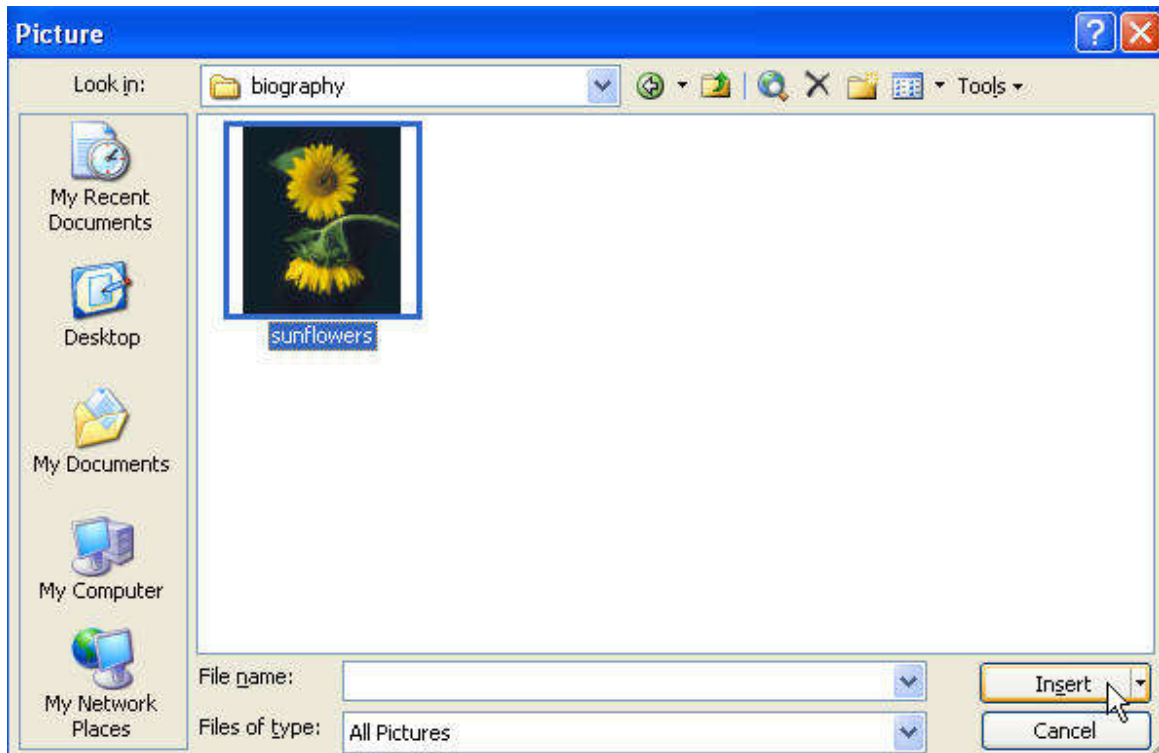 Picture
Look in:
biography
Tools
My Recent
Documents
Desktop
My Documents
My Computer
My Network
Places
sunflowers
File name:
Insert
Files of type:
All Pictures
Cancel